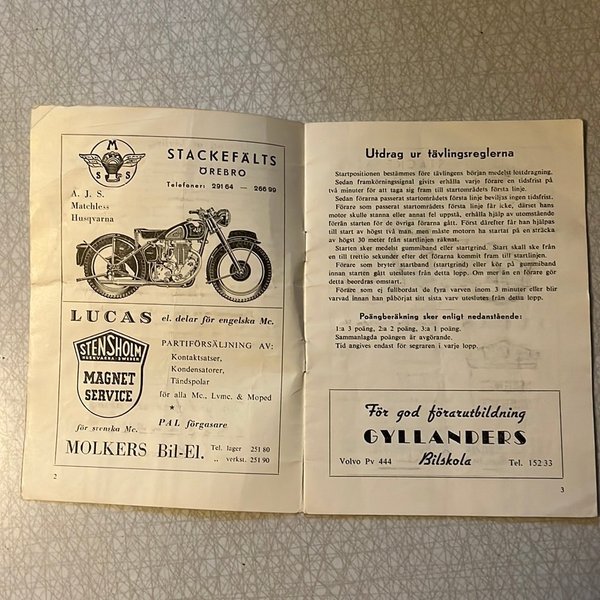 M
S S
STACKEFÄLTS
ÖREBRO
Telefoner: 291 64 — 266 99
A. J. S.
Matchless
Husqvarna
LUCAS el. delar för engelska Mc.
STENSHOLM
MAGNET
SERVICE
för svenska Mc.
PARTIFÖRSÄLJNING AV:
Kontaktsatser,
Kondensatorer,
Tändspolar
för alla Mc., Lvmc. & Moped
★
PAL förgasare
MOLKERS Bil-El.
Tel. lager 251 80
„ verkst. 251 90
2
Utdrag ur tävlingsreglerna
Startpositionen bestämmes före tävlingens början medelst lottdragning.
Sedan framkörningssignal givits erhålla varje förare en tidsfrist på
två minuter för att taga sig fram till startområdets första linje.
Sedan förarna passerat startområdets första linje beviljas ingen tidsfrist.
Förare som passerat startområdets första linje får icke, därset hans
motor skulle stanna eller annat fel uppstå, erhålla hjälp av utomstående
förrän starten för de övriga förarna gått. Först därefter får han hjälpas
till start av högst två man, men måste motorn ha startat på en sträcka
av högst 30 meter från startlinjen räknat.
Starten sker medelst gummiband eller startgrind. Start skall ske från
en till trettio sekunder efter det förarna kommit fram till startlinjen.
Förare som bryter startband (startgrind) eller kör på gummiband
innan starten gått uteslutes från detta lopp. Om mer än en förare gör
detta beordras omstart.
Förare som ej fullbordat de fyra varven inom 3 minuter eller blir
varvad innan han påbörjat sitt sista varv uteslutes från detta lopp.
Poängberäkning sker enligt nedanstående:
1:a 3 poäng, 2:a 2 poäng, 3:a 1 poäng.
Sammanlagda poängen är avgörande.
Tid angives endast för segraren i varje lopp.
För god förarutbildning
GYLLANDERS
Volvo Pv 444 Bilskola Tel. 152 33
3